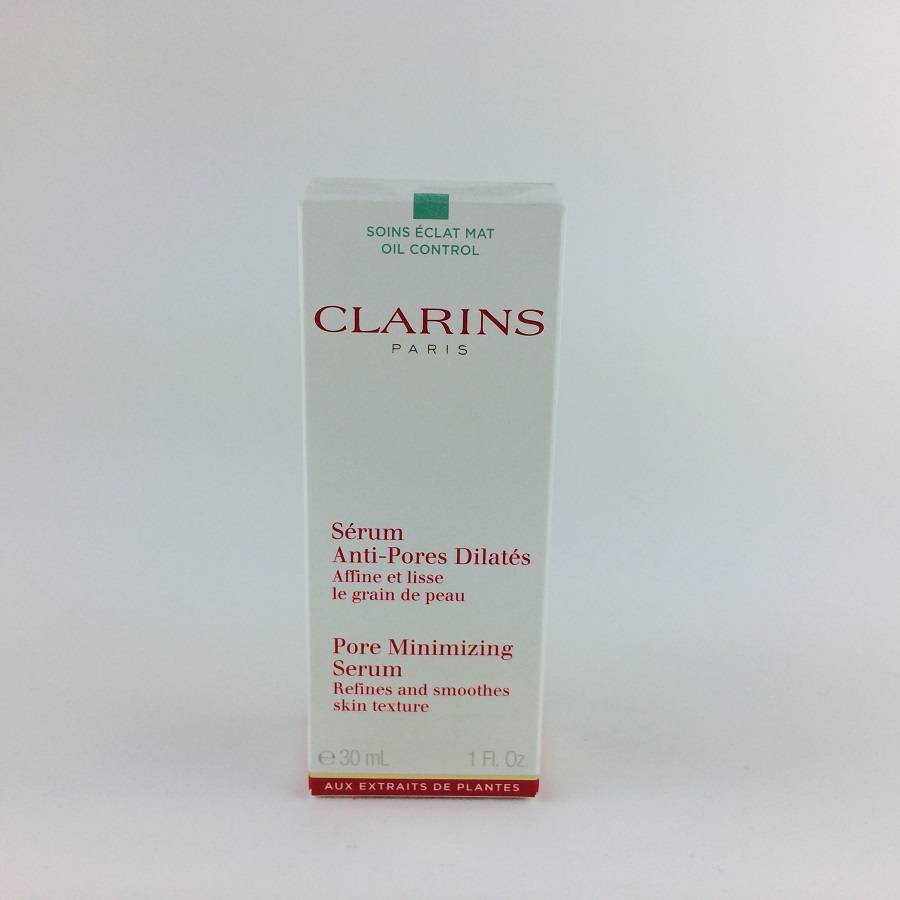 SOINS ÉCLAT MAT
OIL CONTROL
CLARINS
PARIS
Sérum
Anti-Pores Dilatés
Affine et lisse
le grain de peau
Pore Minimizing
Serum
Refines and smoothes
skin texture
℮ 30 mL 1 Fl. Oz.
AUX EXTRAITS DE PLANTES